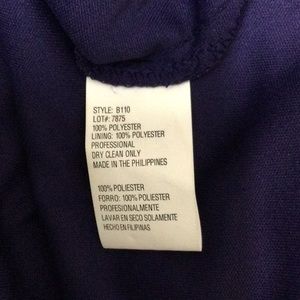 STYLE: B110
LOT#: 7875
100% POLYESTER
LINING: 100% POLYESTER
PROFESSIONAL
DRY CLEAN ONLY
MADE IN THE PHILIPPINES
100% POLIESTER
FORRO: 100% POLIESTER
PROFESIONALMENTE
LAVAR EN SECO SOLAMENTE
HECHO EN FILIPINAS